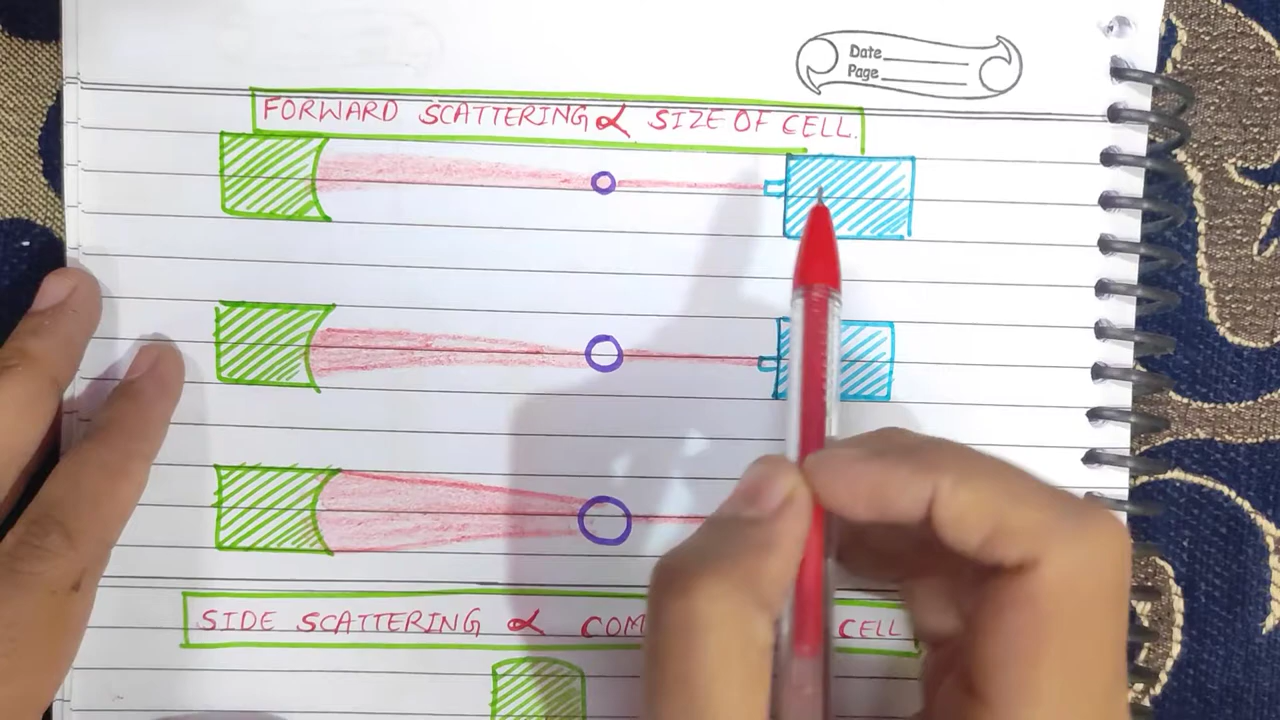 Date
Page
FORWARD SCATTERING ∝ SIZE OF CELL.
SIDE SCATTERING ∝ COM CELL